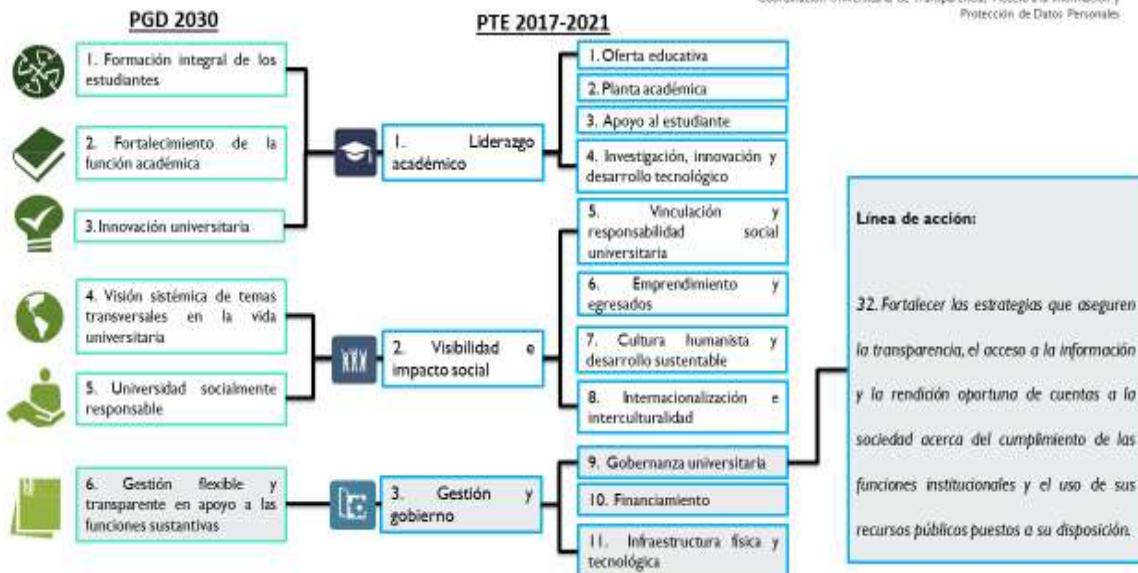 Protección de Datos Personales
PGD 2030
PTE 2017-2021
1. Formación integral de los
estudiantes
2. Fortalecimiento de la
función académica
3. Innovación universitaria
4. Visión sistémica de temas
transversales en la vida
universitaria
5. Universidad socialmente
responsable
6. Gestión flexible y
transparente en apoyo a las
funciones sustantivas
1. Liderazgo
académico
2. Visibilidad e
impacto social
3. Gestión y
gobierno
1. Oferta educativa
2. Planta académica
3. Apoyo al estudiante
4. Investigación, innovación y
desarrollo tecnológico
5. Vinculación y
responsabilidad social
universitaria
6. Emprendimiento y
egresados
7. Cultura humanista y
desarrollo sustentable
8. Internacionalización e
interculturalidad
9. Gobernanza universitaria
10. Financiamiento
11. Infraestructura física y
tecnológica
Línea de acción:
32. Fortalecer las estrategias que aseguren
la transparencia, el acceso a la información
y la rendición oportuna de cuentas a la
sociedad acerca del cumplimiento de las
funciones institucionales y el uso de sus
recursos públicos puestos a su disposición.